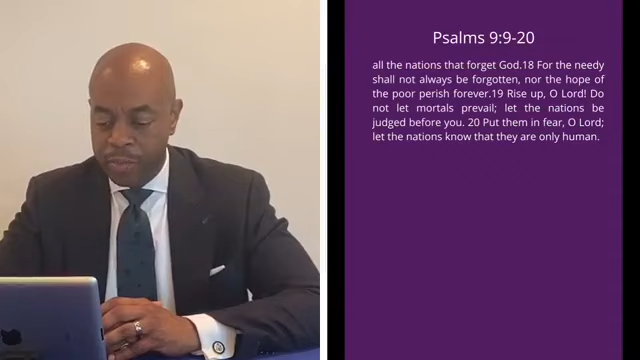 Psalms 9:9-20
all the nations that forget God.18 For the needy
shall not always be forgotten, nor the hope of
the poor perish forever.19 Rise up, O Lord! Do
not let mortals prevail; let the nations be
judged before you. 20 Put them in fear, O Lord;
let the nations know that they are only human.